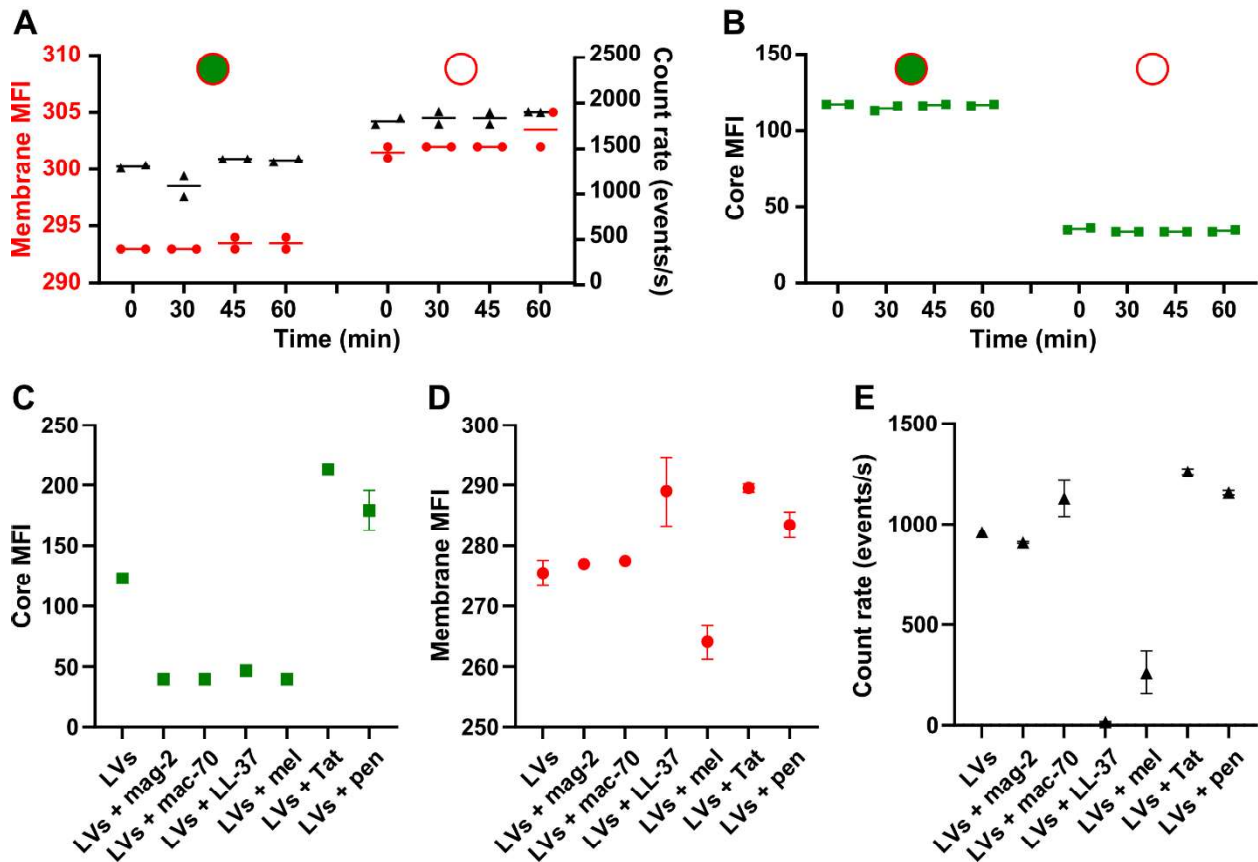 A
Membrane MFI
310
305
300
295
290
2500
2000
1500
1000
500
0
Count rate (events/s)
0 30 45 60 0 30 45 60
Time (min)
B
Core MFI
150
100
50
0
0 30 45 60 0 30 45 60
Time (min)
C
Core MFI
250
200
150
100
50
0
LVs
LVs + mag-2
LVs + mac-70
LVs + LL-37
LVs + mel
LVs + Tat
LVs + pen
D
Membrane MFI
300
290
280
270
260
250
LVs
LVs + mag-2
LVs + mac-70
LVs + LL-37
LVs + mel
LVs + Tat
LVs + pen
E
Count rate (events/s)
1500
1000
500
0
LVs
LVs + mag-2
LVs + mac-70
LVs + LL-37
LVs + mel
LVs + Tat
LVs + pen